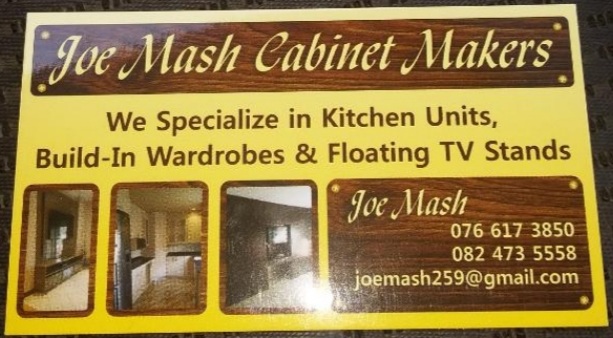 Joe Mash Cabinet Makers
We Specialize in Kitchen Units,
Build-In Wardrobes & Floating TV Stands
Joe Mash
076 617 3850
082 473 5558
joemash259@gmail.com